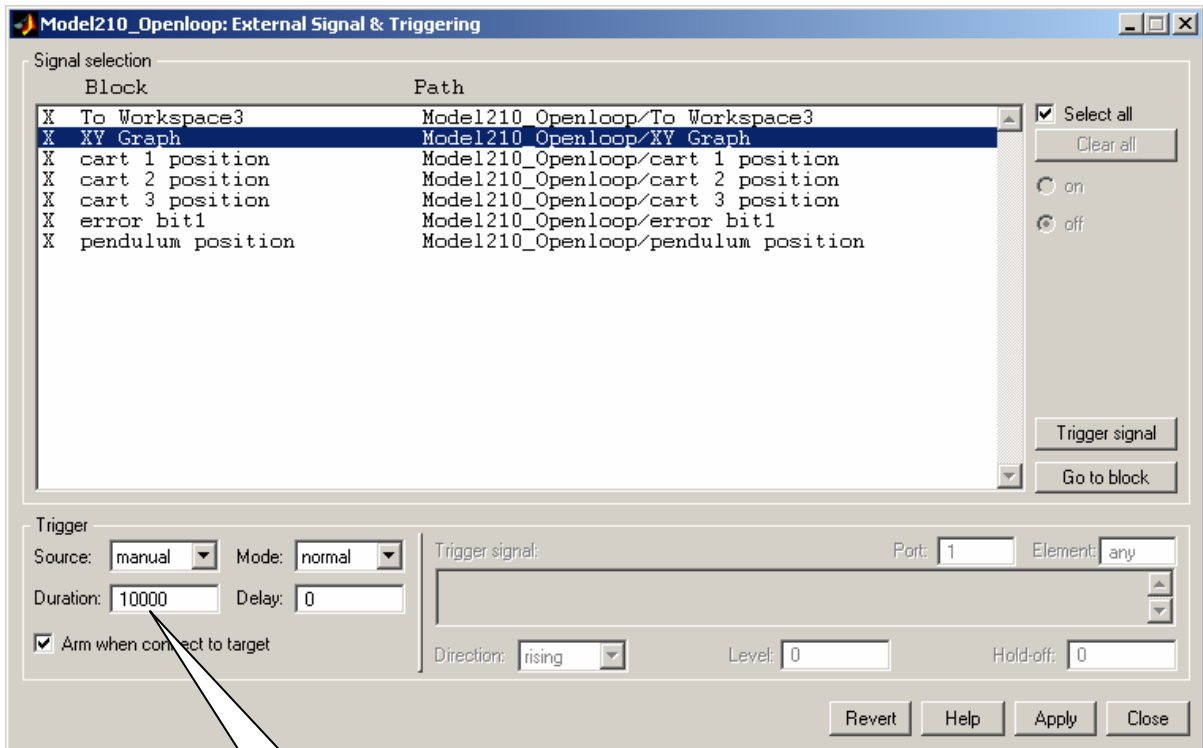 Model210_Openloop: External Signal & Triggering
Signal selection
Block Path
X To Workspace3 Model210_Openloop/To Workspace3
X XY Graph Model210_Openloop/XY Graph
X cart 1 position Model210_Openloop/cart 1 position
X cart 2 position Model210_Openloop/cart 2 position
X cart 3 position Model210_Openloop/cart 3 position
X error bit1 Model210_Openloop/error bit1
X pendulum position Model210_Openloop/pendulum position
Select all
Clear all
on
off
Trigger signal
Go to block
Trigger
Source: manual Mode: normal
Duration: 10000 Delay: 0
Arm when connect to target
Trigger signal: Port: 1 Element: any
Direction: rising Level: 0 Hold-off: 0
Revert Help Apply Close